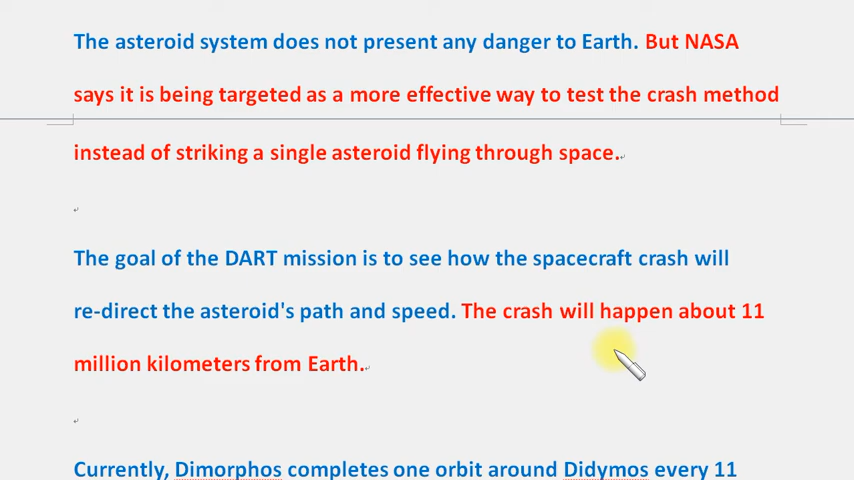 The asteroid system does not present any danger to Earth. But NASA
says it is being targeted as a more effective way to test the crash method
instead of striking a single asteroid flying through space.
The goal of the DART mission is to see how the spacecraft crash will
re-direct the asteroid's path and speed. The crash will happen about 11
million kilometers from Earth.
Currently, Dimorphos completes one orbit around Didymos every 11